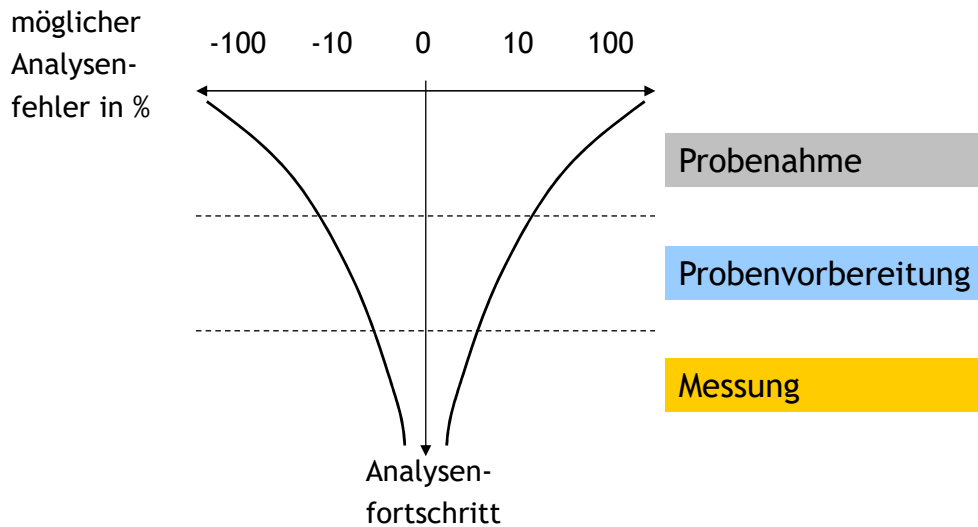 möglicher
Analysen-
fehler in %
-100 -10 0 10 100
Probenahme
Probenvorbereitung
Messung
Analysen-
fortschritt